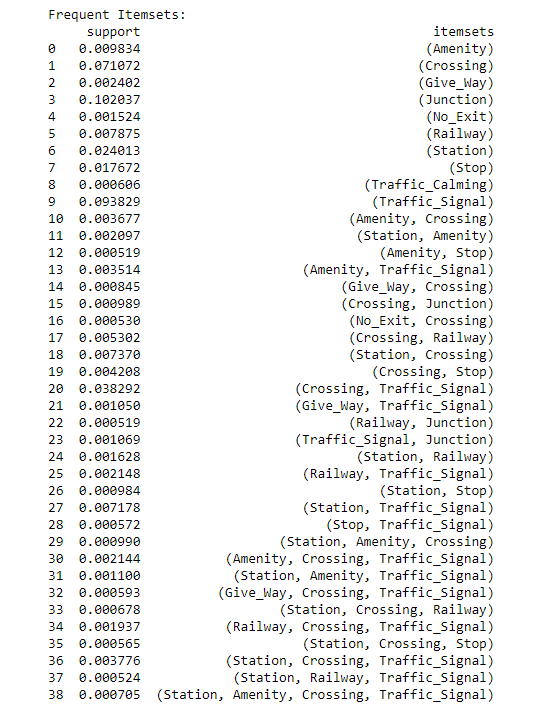 Frequent Itemsets:
support itemsets
0 0.009834 (Amenity)
1 0.071072 (Crossing)
2 0.002402 (Give_Way)
3 0.102037 (Junction)
4 0.001524 (No_Exit)
5 0.007875 (Railway)
6 0.024013 (Station)
7 0.017672 (Stop)
8 0.000606 (Traffic_Calming)
9 0.093829 (Traffic_Signal)
10 0.003677 (Amenity, Crossing)
11 0.002097 (Station, Amenity)
12 0.000519 (Amenity, Stop)
13 0.003514 (Amenity, Traffic_Signal)
14 0.000845 (Give_Way, Crossing)
15 0.000989 (Crossing, Junction)
16 0.000530 (No_Exit, Crossing)
17 0.005302 (Crossing, Railway)
18 0.007370 (Station, Crossing)
19 0.004208 (Crossing, Stop)
20 0.038292 (Crossing, Traffic_Signal)
21 0.001050 (Give_Way, Traffic_Signal)
22 0.000519 (Railway, Junction)
23 0.001069 (Traffic_Signal, Junction)
24 0.001628 (Station, Railway)
25 0.002148 (Railway, Traffic_Signal)
26 0.000984 (Station, Stop)
27 0.007178 (Station, Traffic_Signal)
28 0.000572 (Stop, Traffic_Signal)
29 0.000990 (Station, Amenity, Crossing)
30 0.002144 (Amenity, Crossing, Traffic_Signal)
31 0.001100 (Station, Amenity, Traffic_Signal)
32 0.000593 (Give_Way, Crossing, Traffic_Signal)
33 0.000678 (Station, Crossing, Railway)
34 0.001937 (Railway, Crossing, Traffic_Signal)
35 0.000565 (Station, Crossing, Stop)
36 0.003776 (Station, Crossing, Traffic_Signal)
37 0.000524 (Station, Railway, Traffic_Signal)
38 0.000705 (Station, Amenity, Crossing, Traffic_Signal)